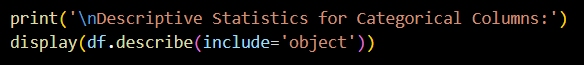 print('\nDescriptive Statistics for Categorical Columns:')
display(df.describe(include='object'))